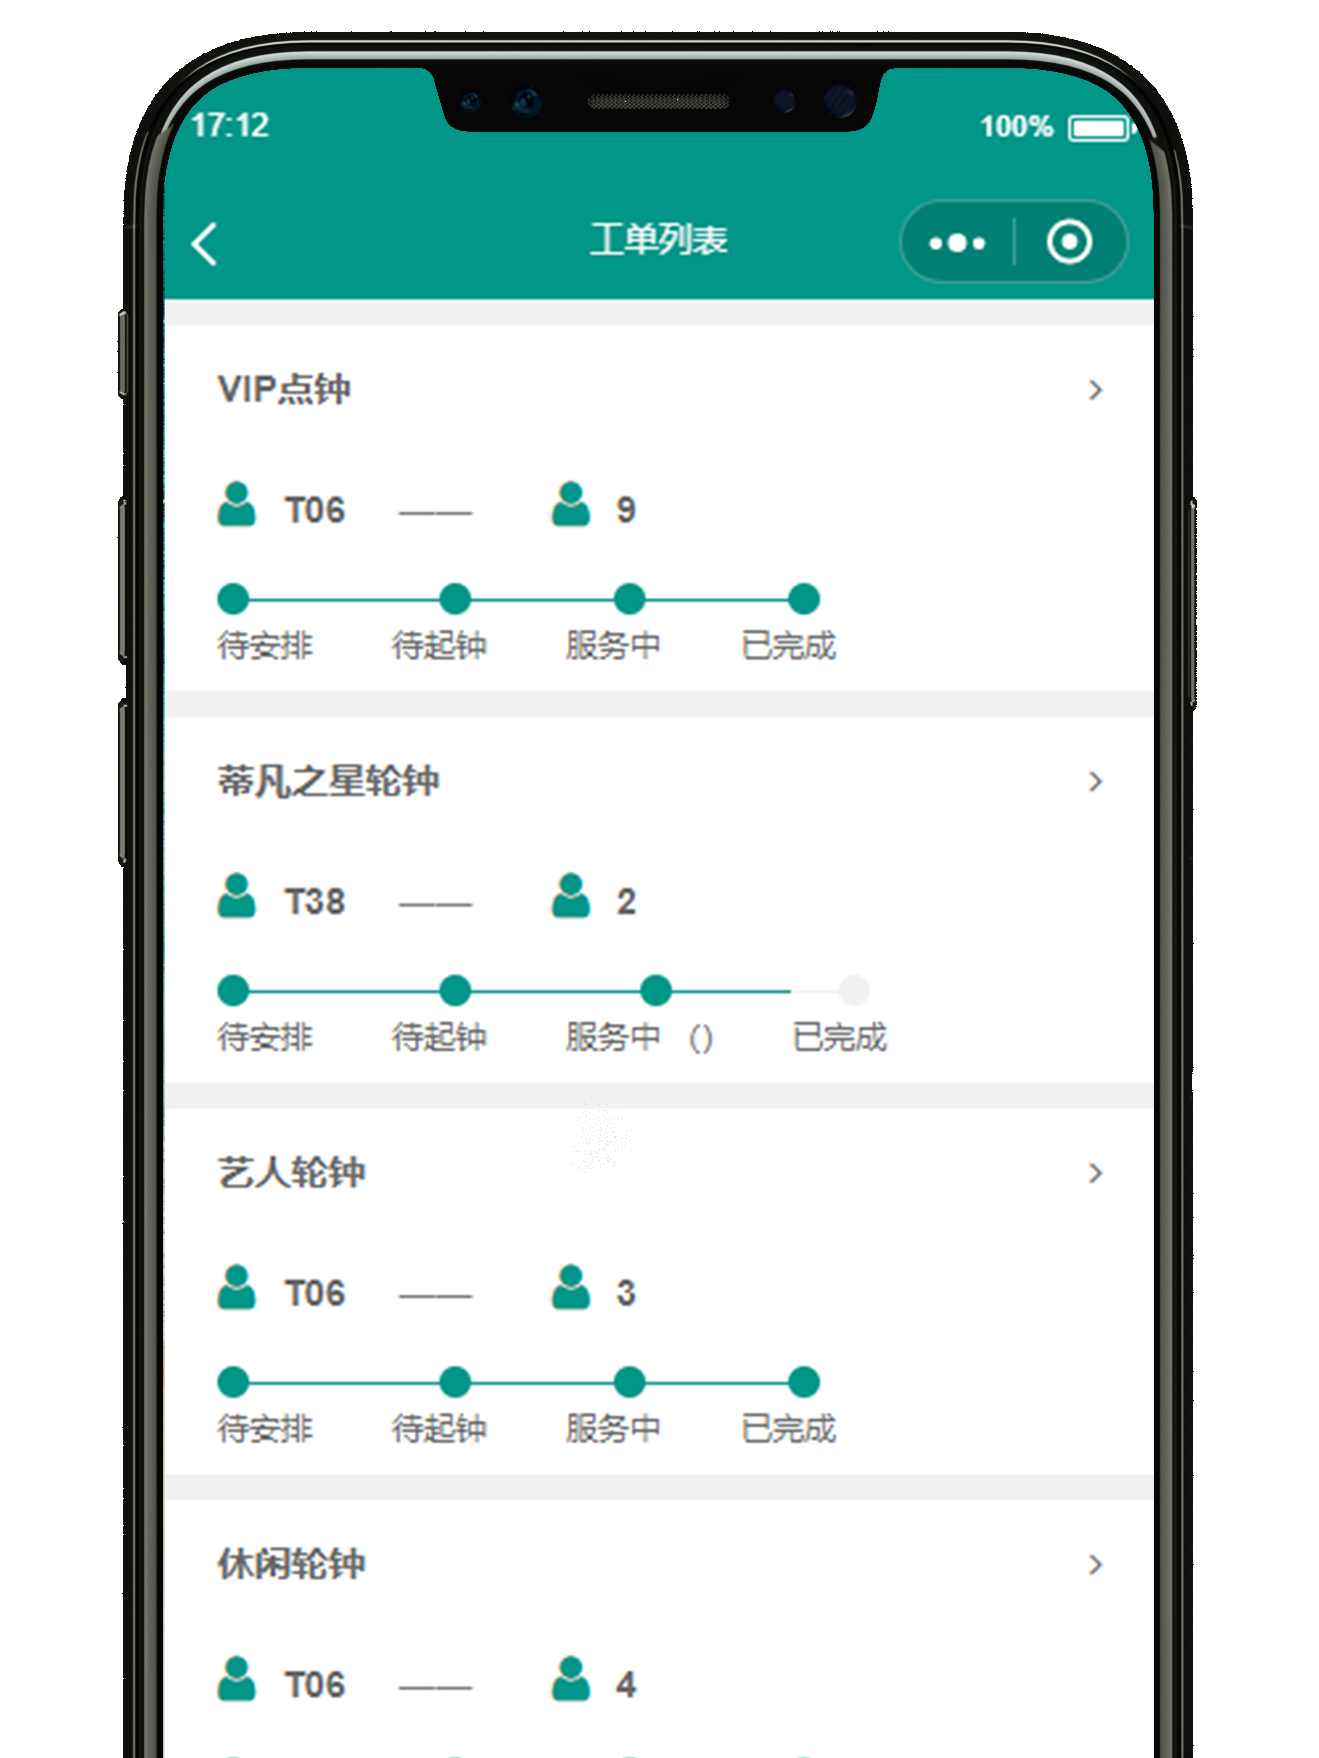 17:12
100%
工单列表
VIP点钟
T06 —— 9
待安排 待起钟 服务中 已完成
蒂凡之星轮钟
T38 —— 2
待安排 待起钟 服务中 () 已完成
艺人轮钟
T06 —— 3
待安排 待起钟 服务中 已完成
休闲轮钟
T06 —— 4